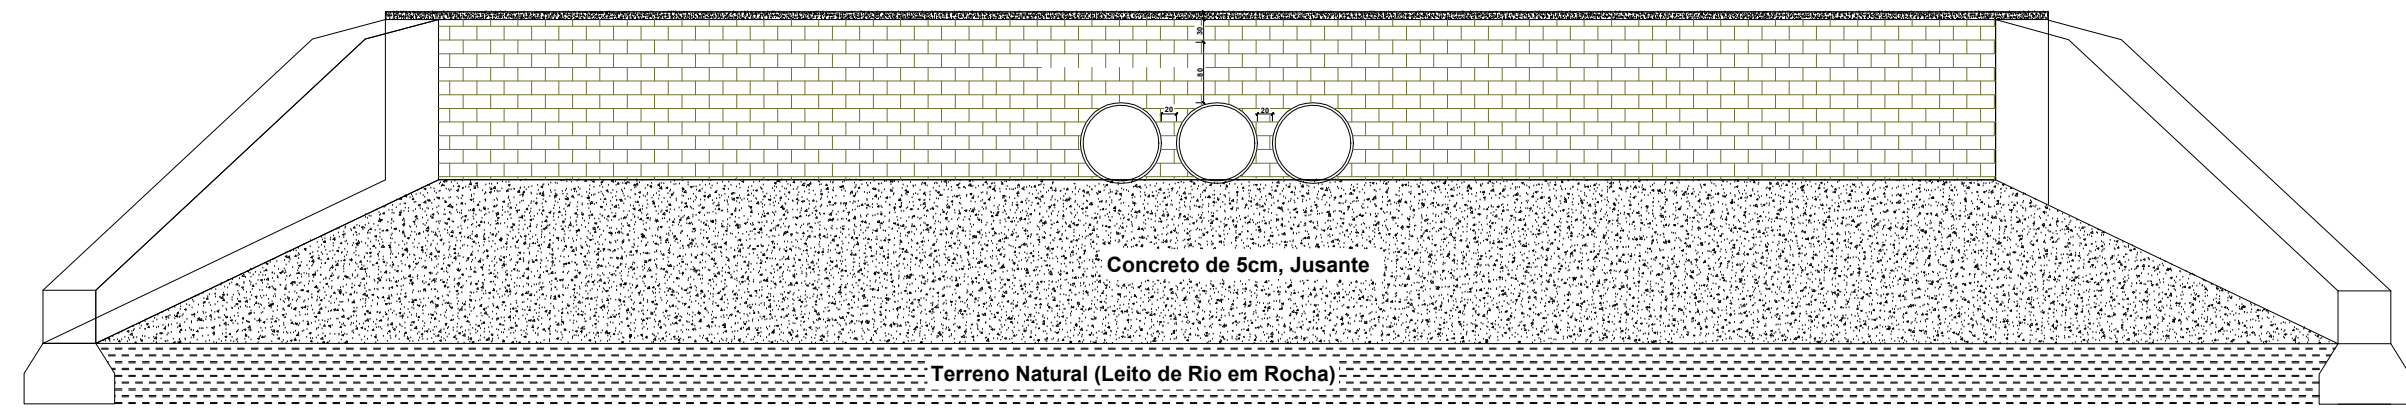 30
80
20
20
Concreto de 5cm, Jusante
Terreno Natural (Leito de Rio em Rocha)